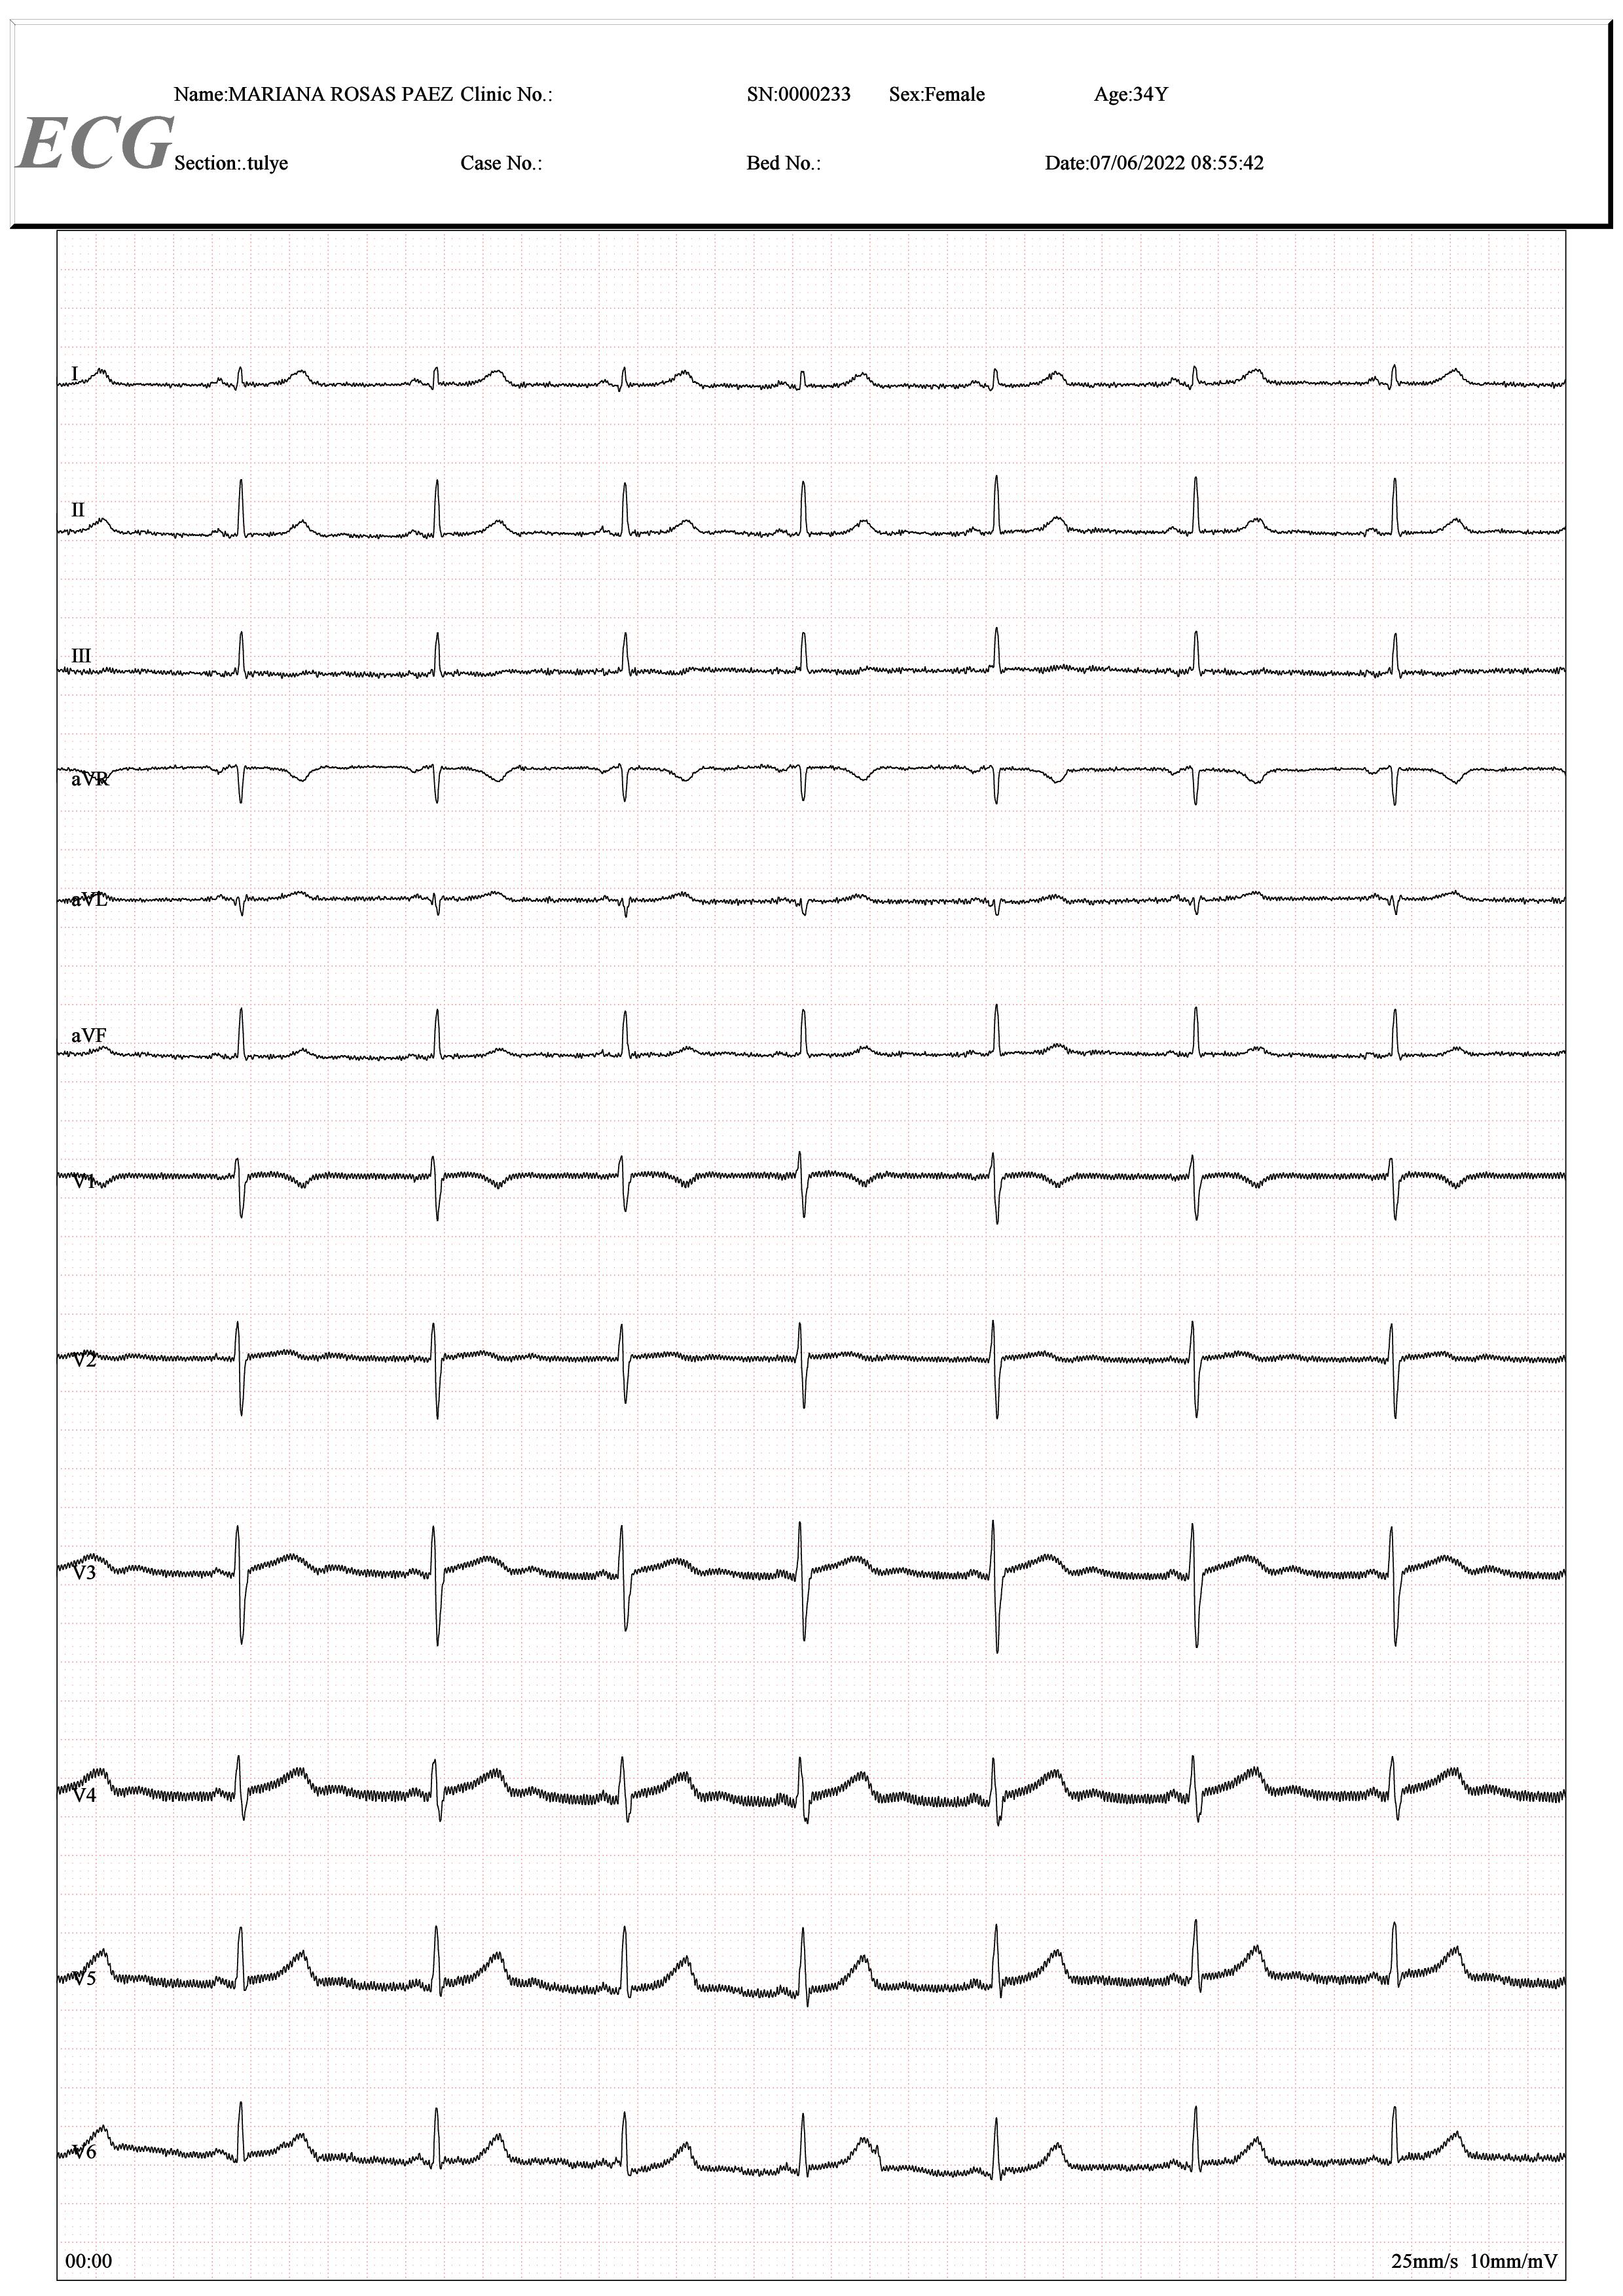 Name:MARIANA ROSAS PAEZ Clinic No.: SN:0000233 Sex:Female Age:34Y
ECG
Section:.tulye Case No.: Bed No.: Date:07/06/2022 08:55:42
I
II
III
aVR
aVL
aVF
V1
V2
V3
V4
V5
V6
00:00 25mm/s 10mm/mV